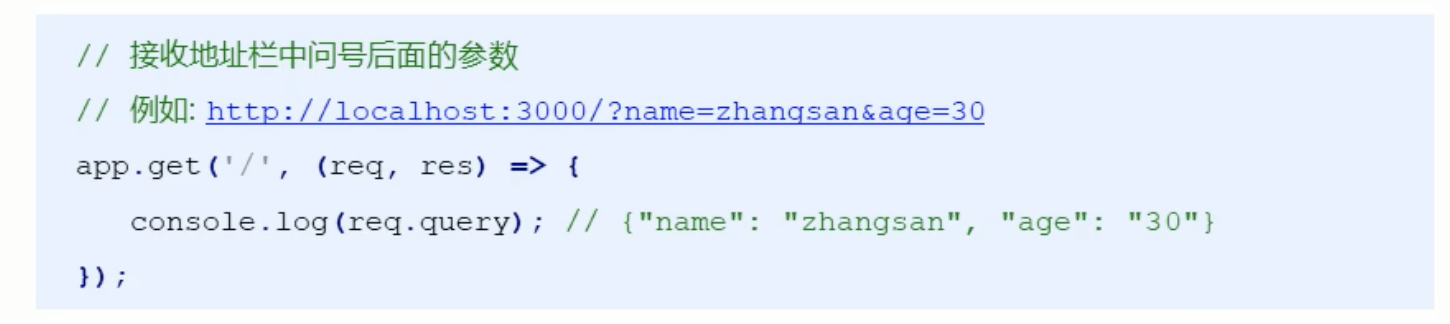 // 接收地址栏中问号后面的参数
// 例如: http://localhost:3000/?name=zhangsan&age=30
app.get('/', (req, res) => {
console.log(req.query); // {"name": "zhangsan", "age": "30"}
});